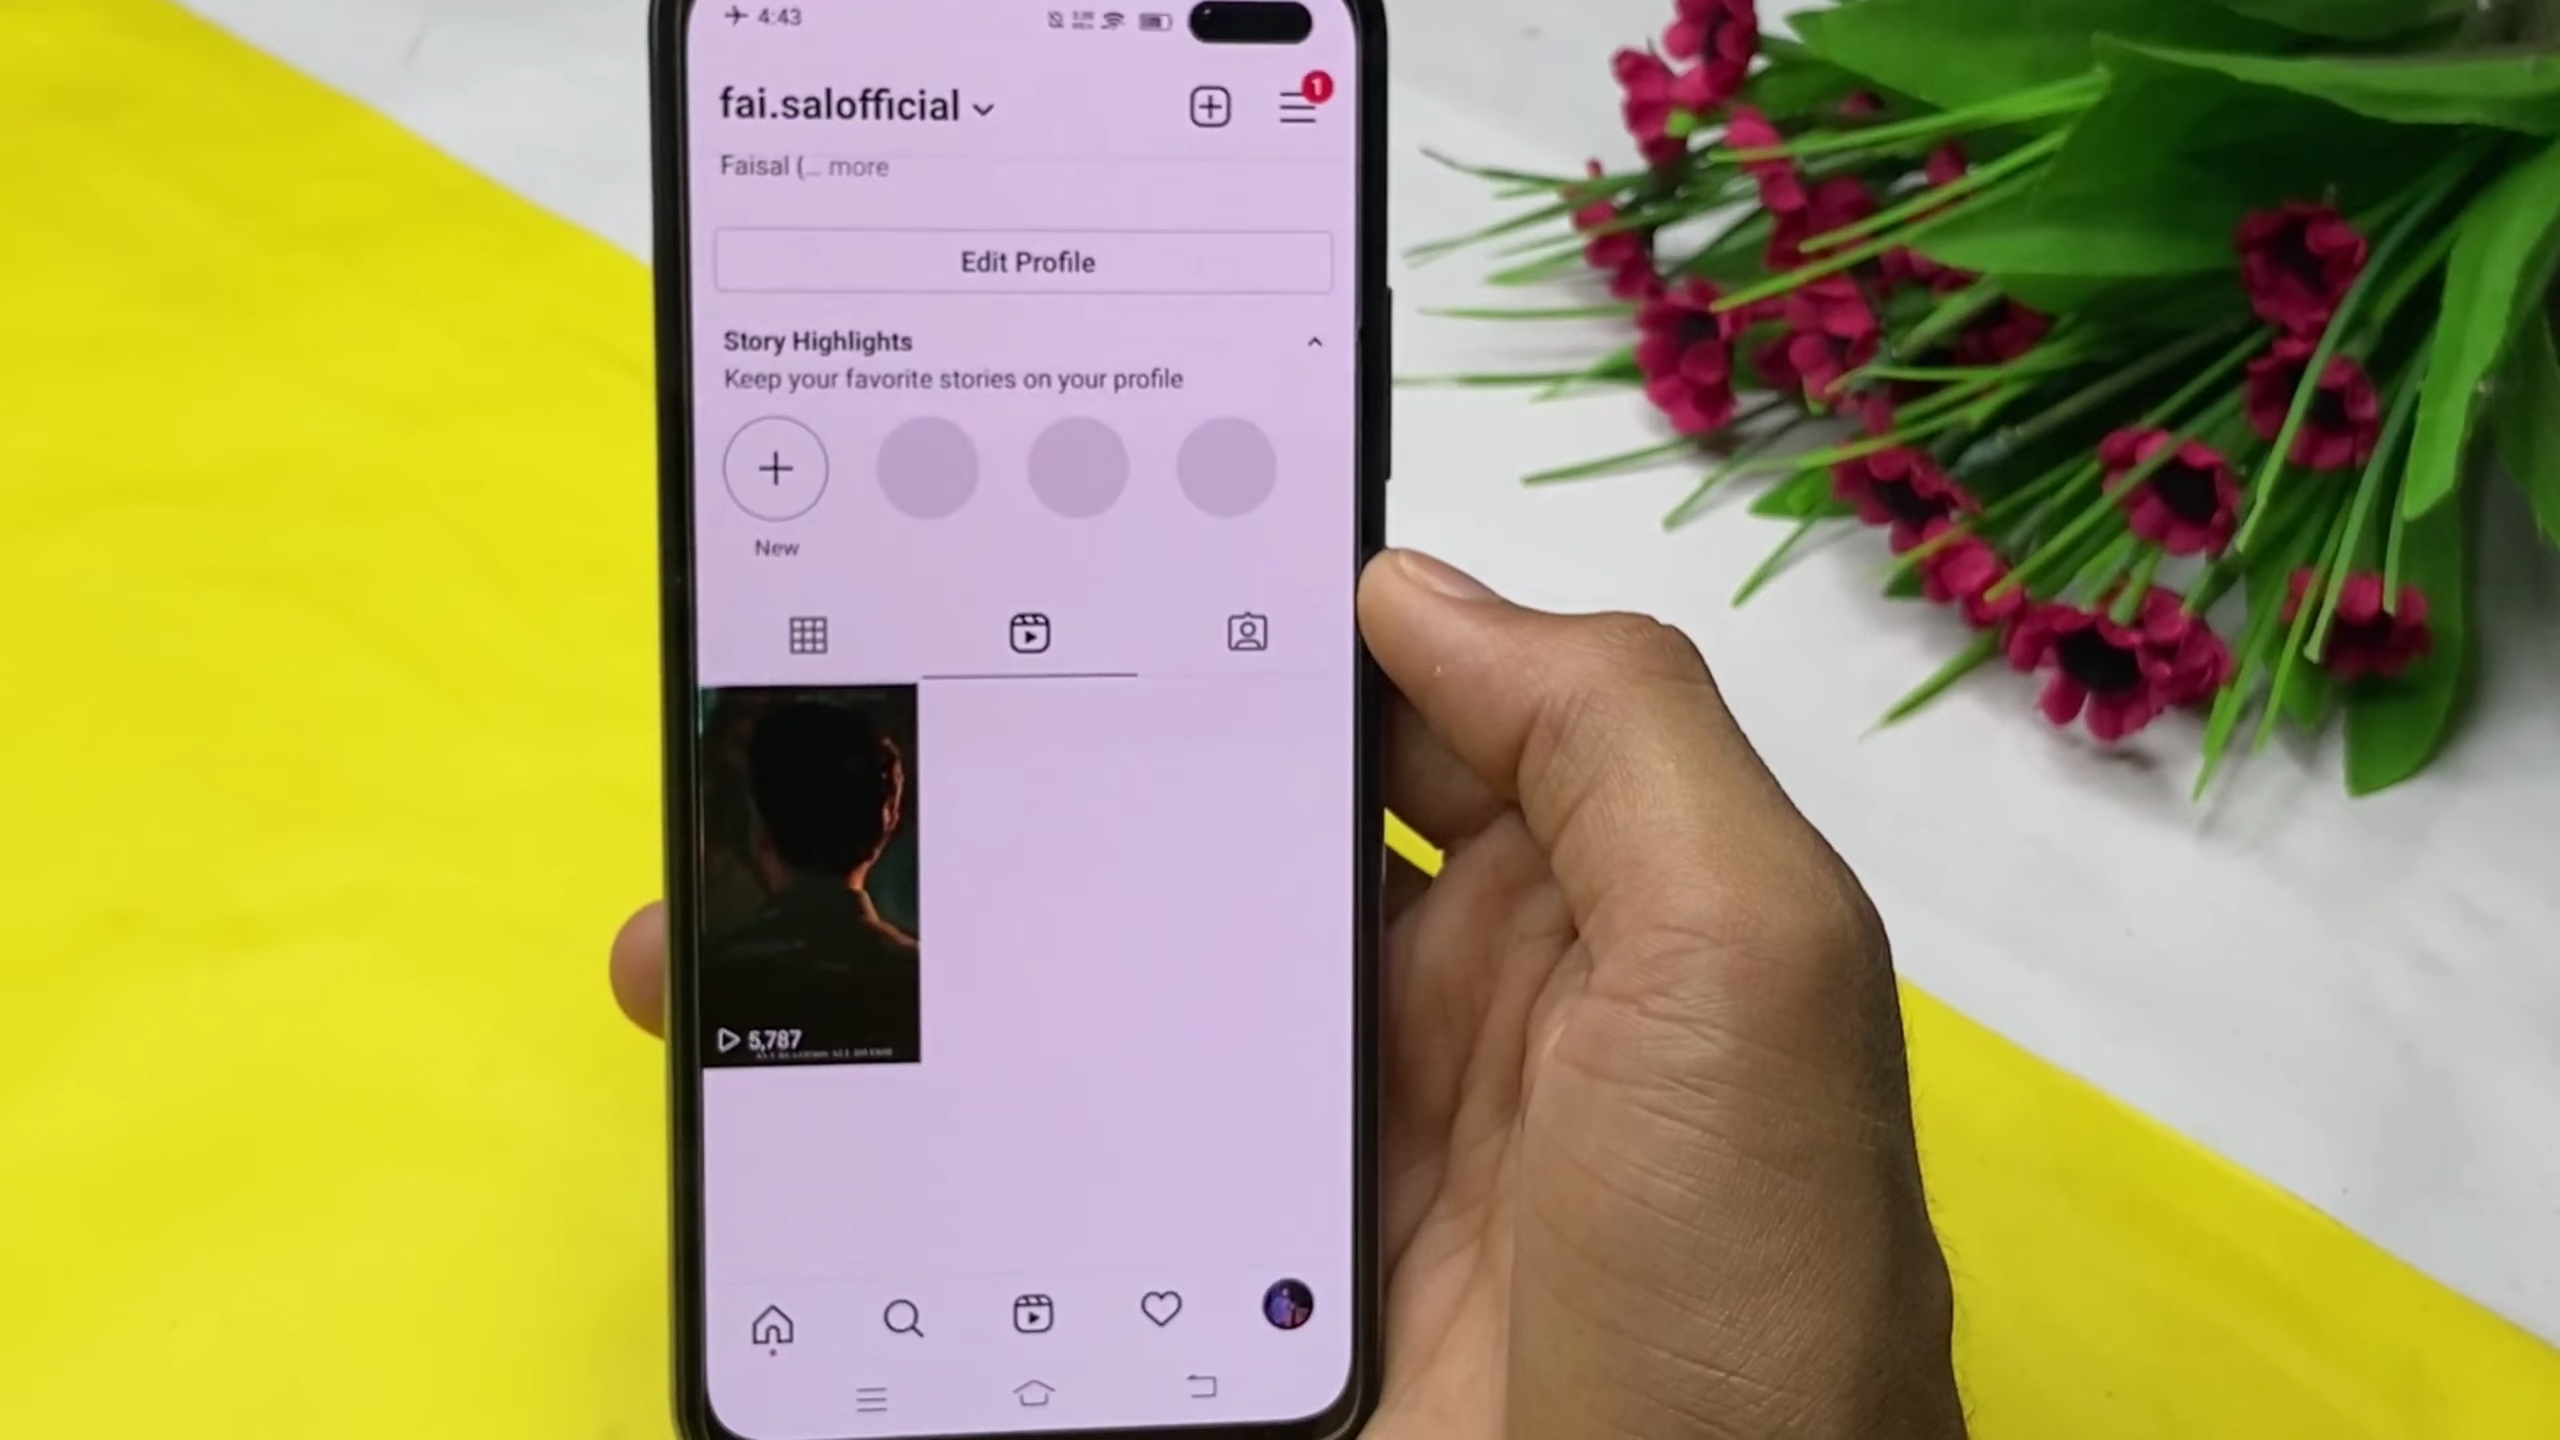 4:43
fai.salofficial
1
Faisal (... more
Edit Profile
Story Highlights
Keep your favorite stories on your profile
New
5,787